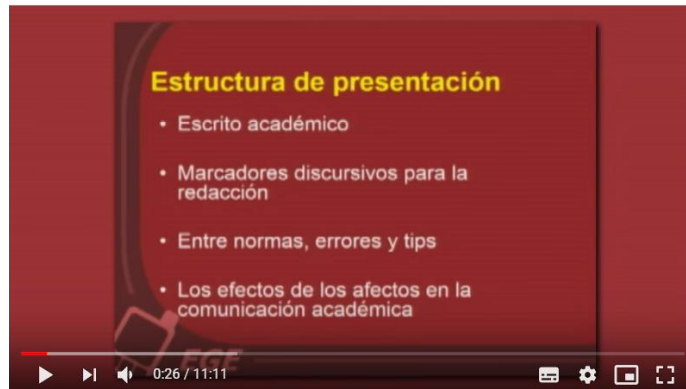 Estructura de presentación
• Escrito académico
• Marcadores discursivos para la
redacción
• Entre normas, errores y tips
• Los efectos de los afectos en la
comunicación académica
EGE
0:26 / 11:11